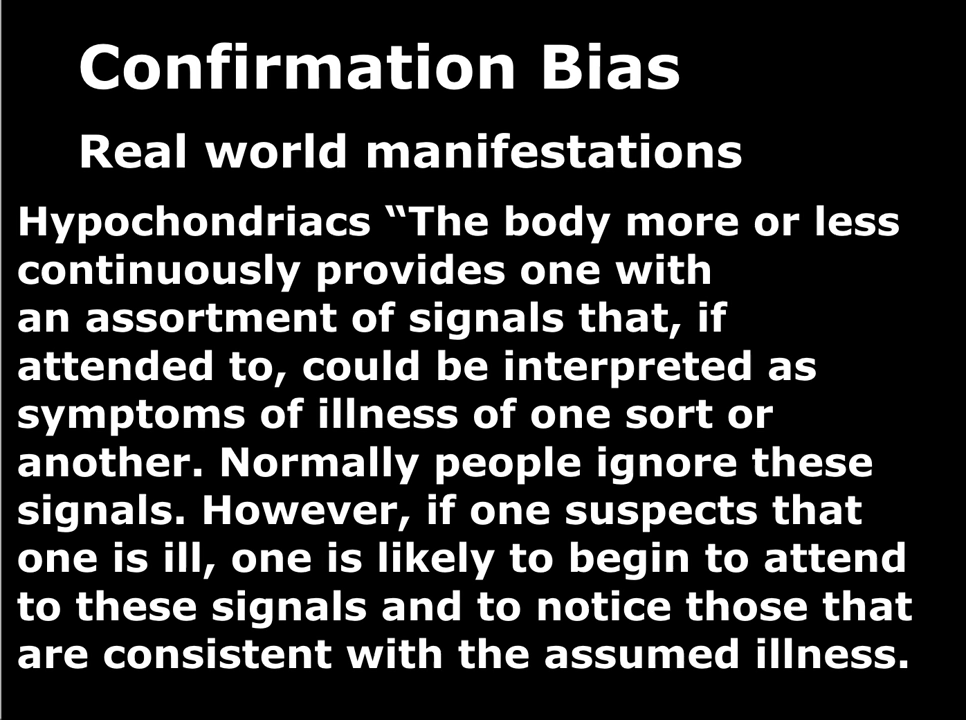 Confirmation Bias
Real world manifestations
Hypochondriacs “The body more or less
continuously provides one with
an assortment of signals that, if
attended to, could be interpreted as
symptoms of illness of one sort or
another. Normally people ignore these
signals. However, if one suspects that
one is ill, one is likely to begin to attend
to these signals and to notice those that
are consistent with the assumed illness.